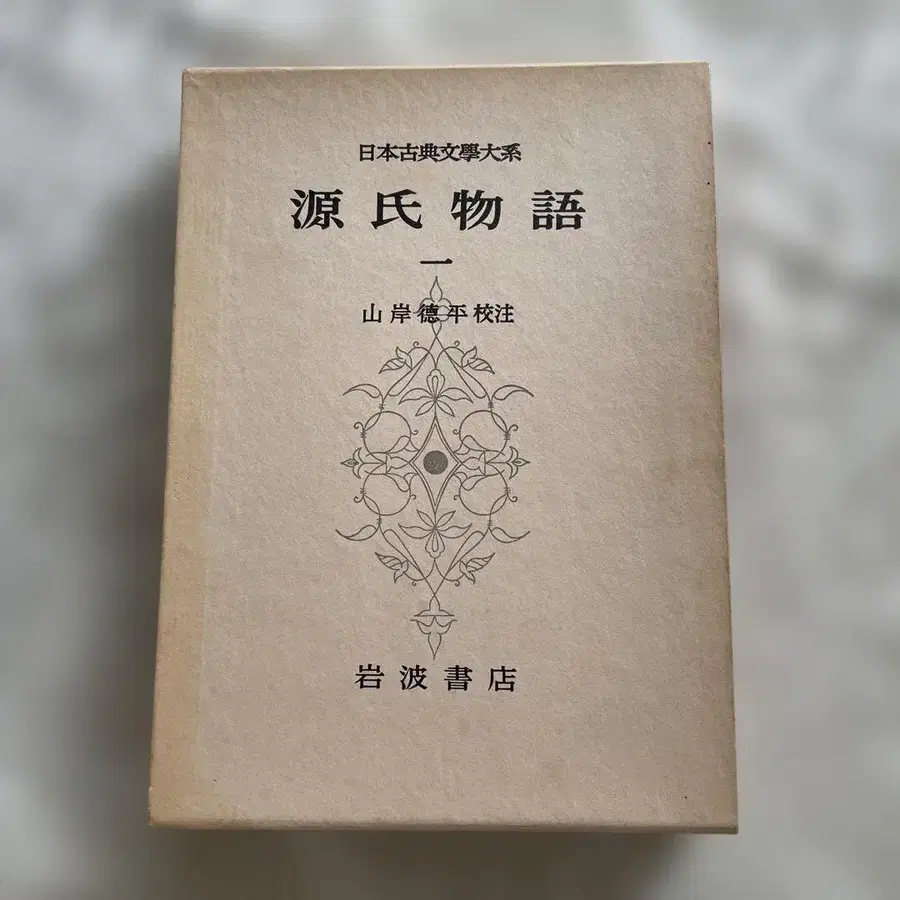 日本古典文學大系
源氏物語
一
山岸德平校注
岩波書店